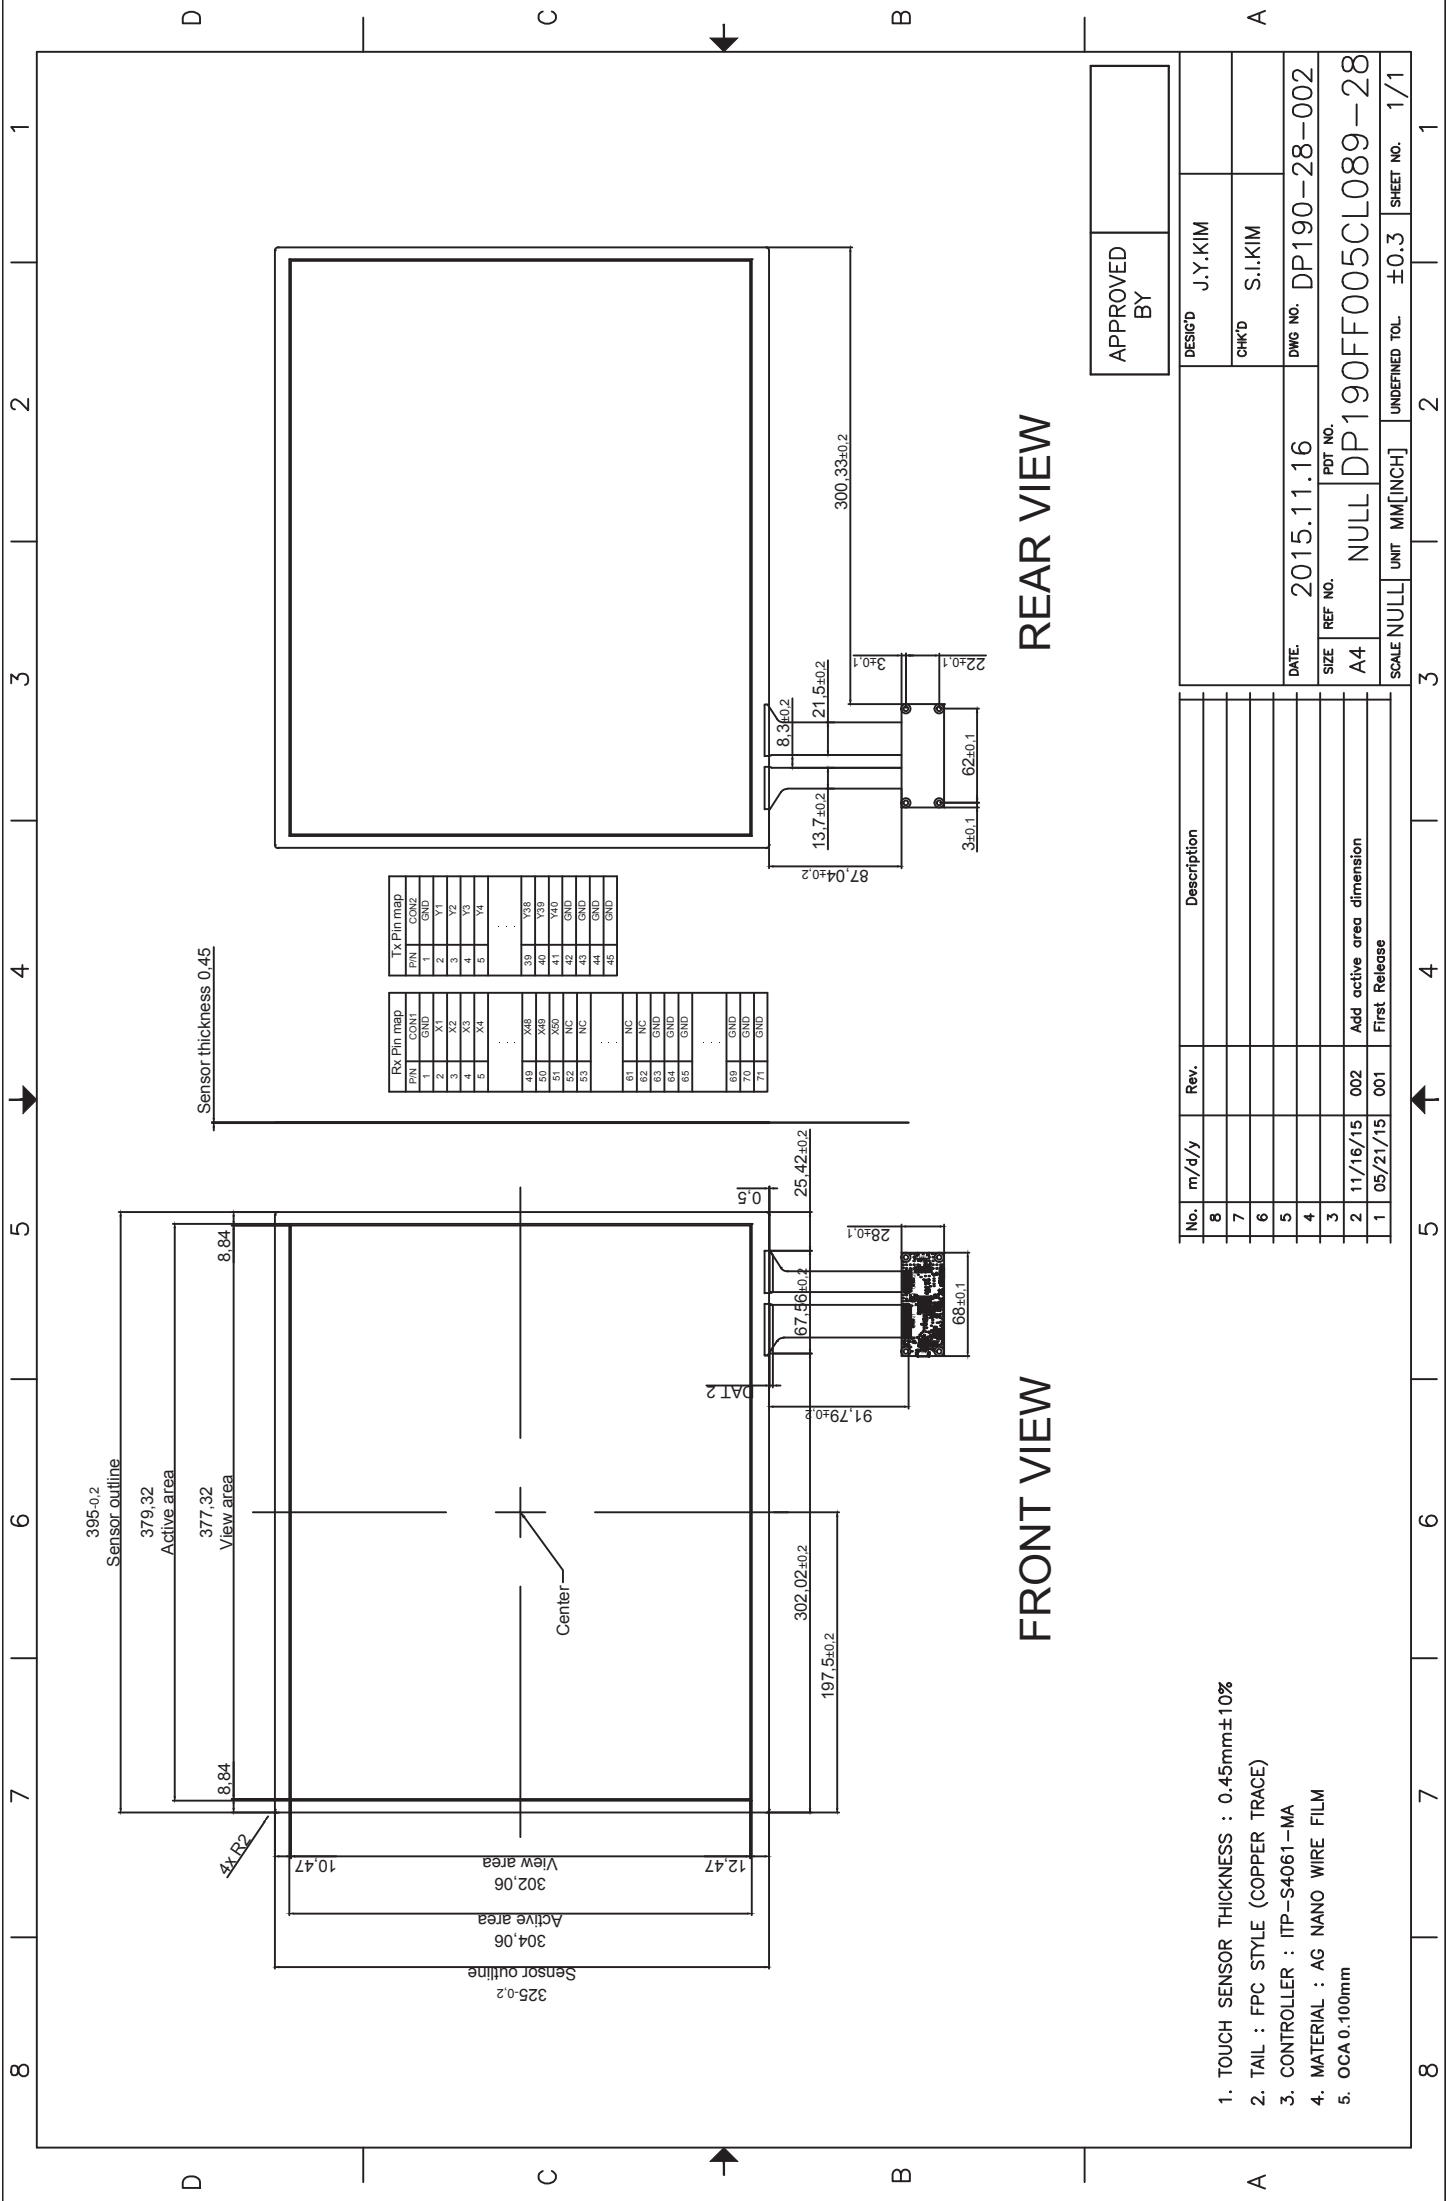 8
7
6
5
4
3
2
1
D
C
B
A
395-0,2
Sensor outline
379,32
Active area
377,32
View area
8,84
8,84
4x R2
10,47
302,06
View area
12,47
304,06
Active area
325-0,2
Sensor outline
Center
0,5
25,42±0,2
67,56±0,2
302,02±0,2
197,5±0,2
OAT 2
91,79±0,2
28±0,1
68±0,1
FRONT VIEW
Sensor thickness 0,45
Rx Pin map
P/N CON1
1 GND
2 X1
3 X2
4 X3
5 X4
. . .
49 X48
50 X49
51 X50
52 NC
53 NC
. . .
61 NC
62 NC
63 GND
64 GND
65 GND
. . .
69 GND
70 GND
71 GND
Tx Pin map
P/N CON2
1 GND
2 Y1
3 Y2
4 Y3
5 Y4
. . .
39 Y38
40 Y39
41 Y40
42 GND
43 GND
44 GND
45 GND
300,33±0,2
8,3±0,2
21,5±0,2
13,7±0,2
3±0,1
22±0,1
87,04±0,2
62±0,1
3±0,1
REAR VIEW
1. TOUCH SENSOR THICKNESS : 0.45mm±10%
2. TAIL : FPC STYLE (COPPER TRACE)
3. CONTROLLER : ITP-S4061-MA
4. MATERIAL : AG NANO WIRE FILM
5. OCA 0.100mm
No. m/d/y Rev. Description
8
7
6
5
4
3
2 11/16/15 002 Add active area dimension
1 05/21/15 001 First Release
APPROVED
BY
DESIG'D J.Y.KIM
CHK'D S.I.KIM
DATE. 2015.11.16 DWG NO. DP190-28-002
SIZE A4 REF NO. NULL PDT NO. DP190FF005CL089-28
SCALE NULL UNIT MM[INCH] UNDEFINED TOL. ±0.3 SHEET NO. 1/1
8
7
6
5
4
3
2
1
D
C
B
A